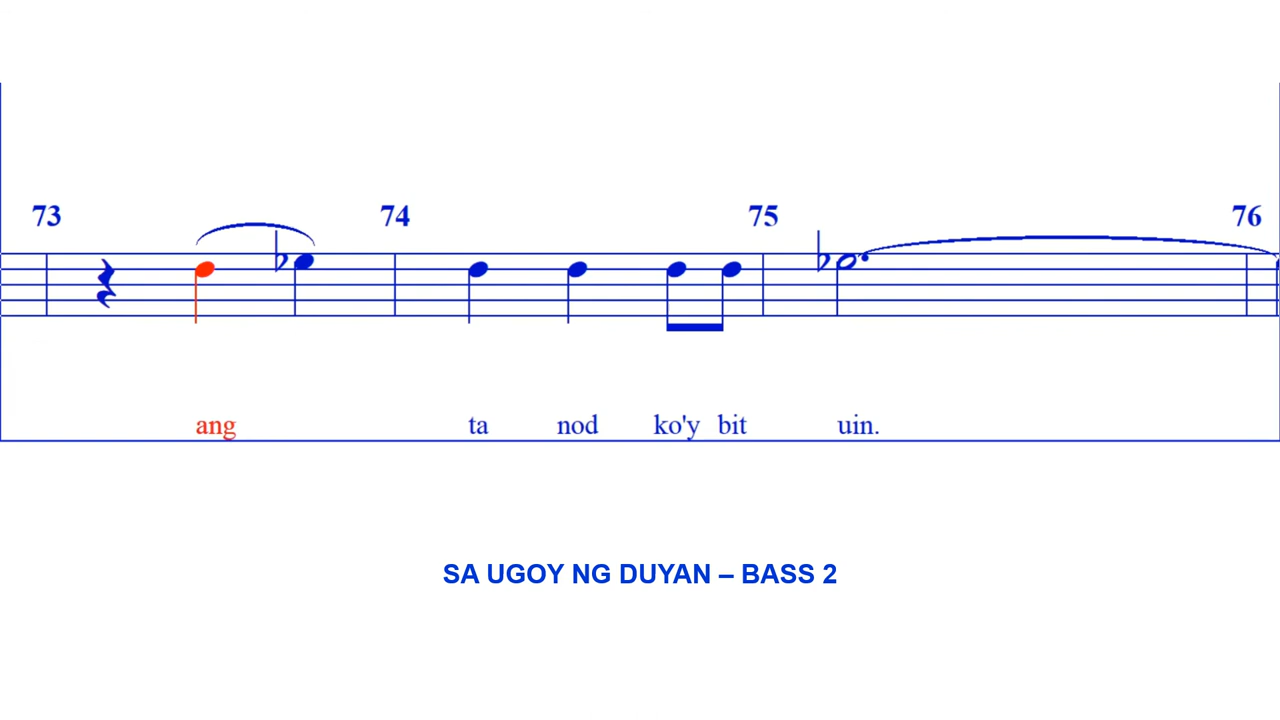 73 74 75 76
ang ta nod ko'y bit uin.
SA UGOY NG DUYAN – BASS 2